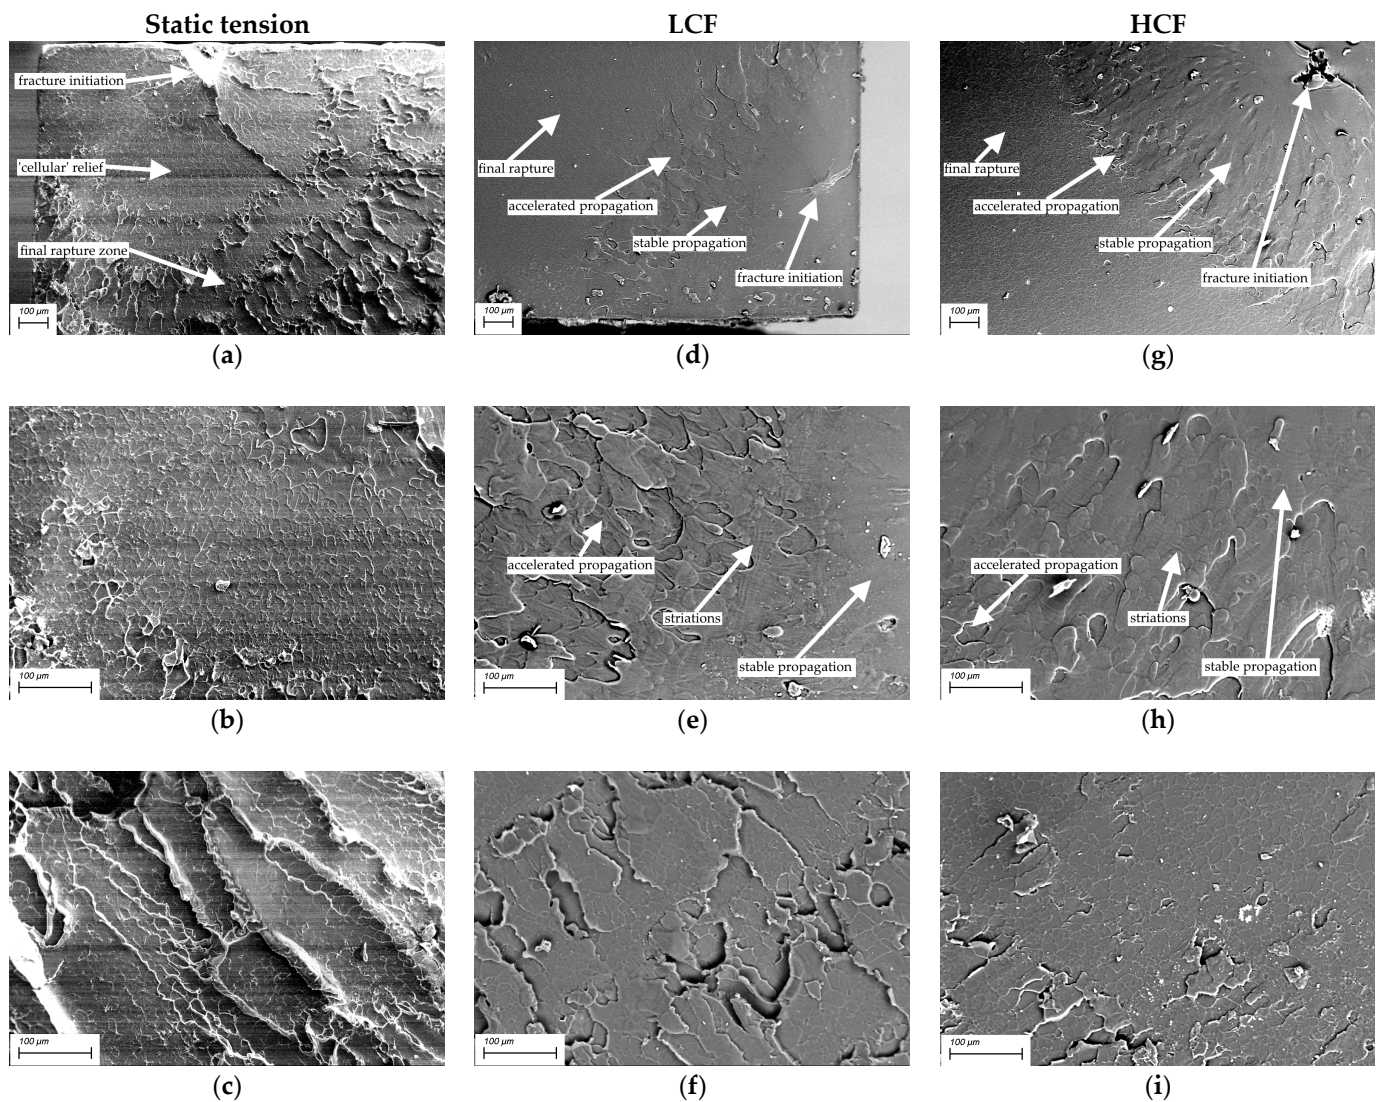 Static tension
LCF
HCF
fracture initiation
'cellular' relief
final rapture zone
100 µm
final rapture
accelerated propagation
stable propagation
fracture initiation
100 µm
final rapture
accelerated propagation
stable propagation
fracture initiation
100 µm
(a)
(d)
(g)
100 µm
accelerated propagation
striations
stable propagation
100 µm
accelerated propagation
striations
stable propagation
100 µm
(b)
(e)
(h)
100 µm
100 µm
100 µm
(c)
(f)
(i)